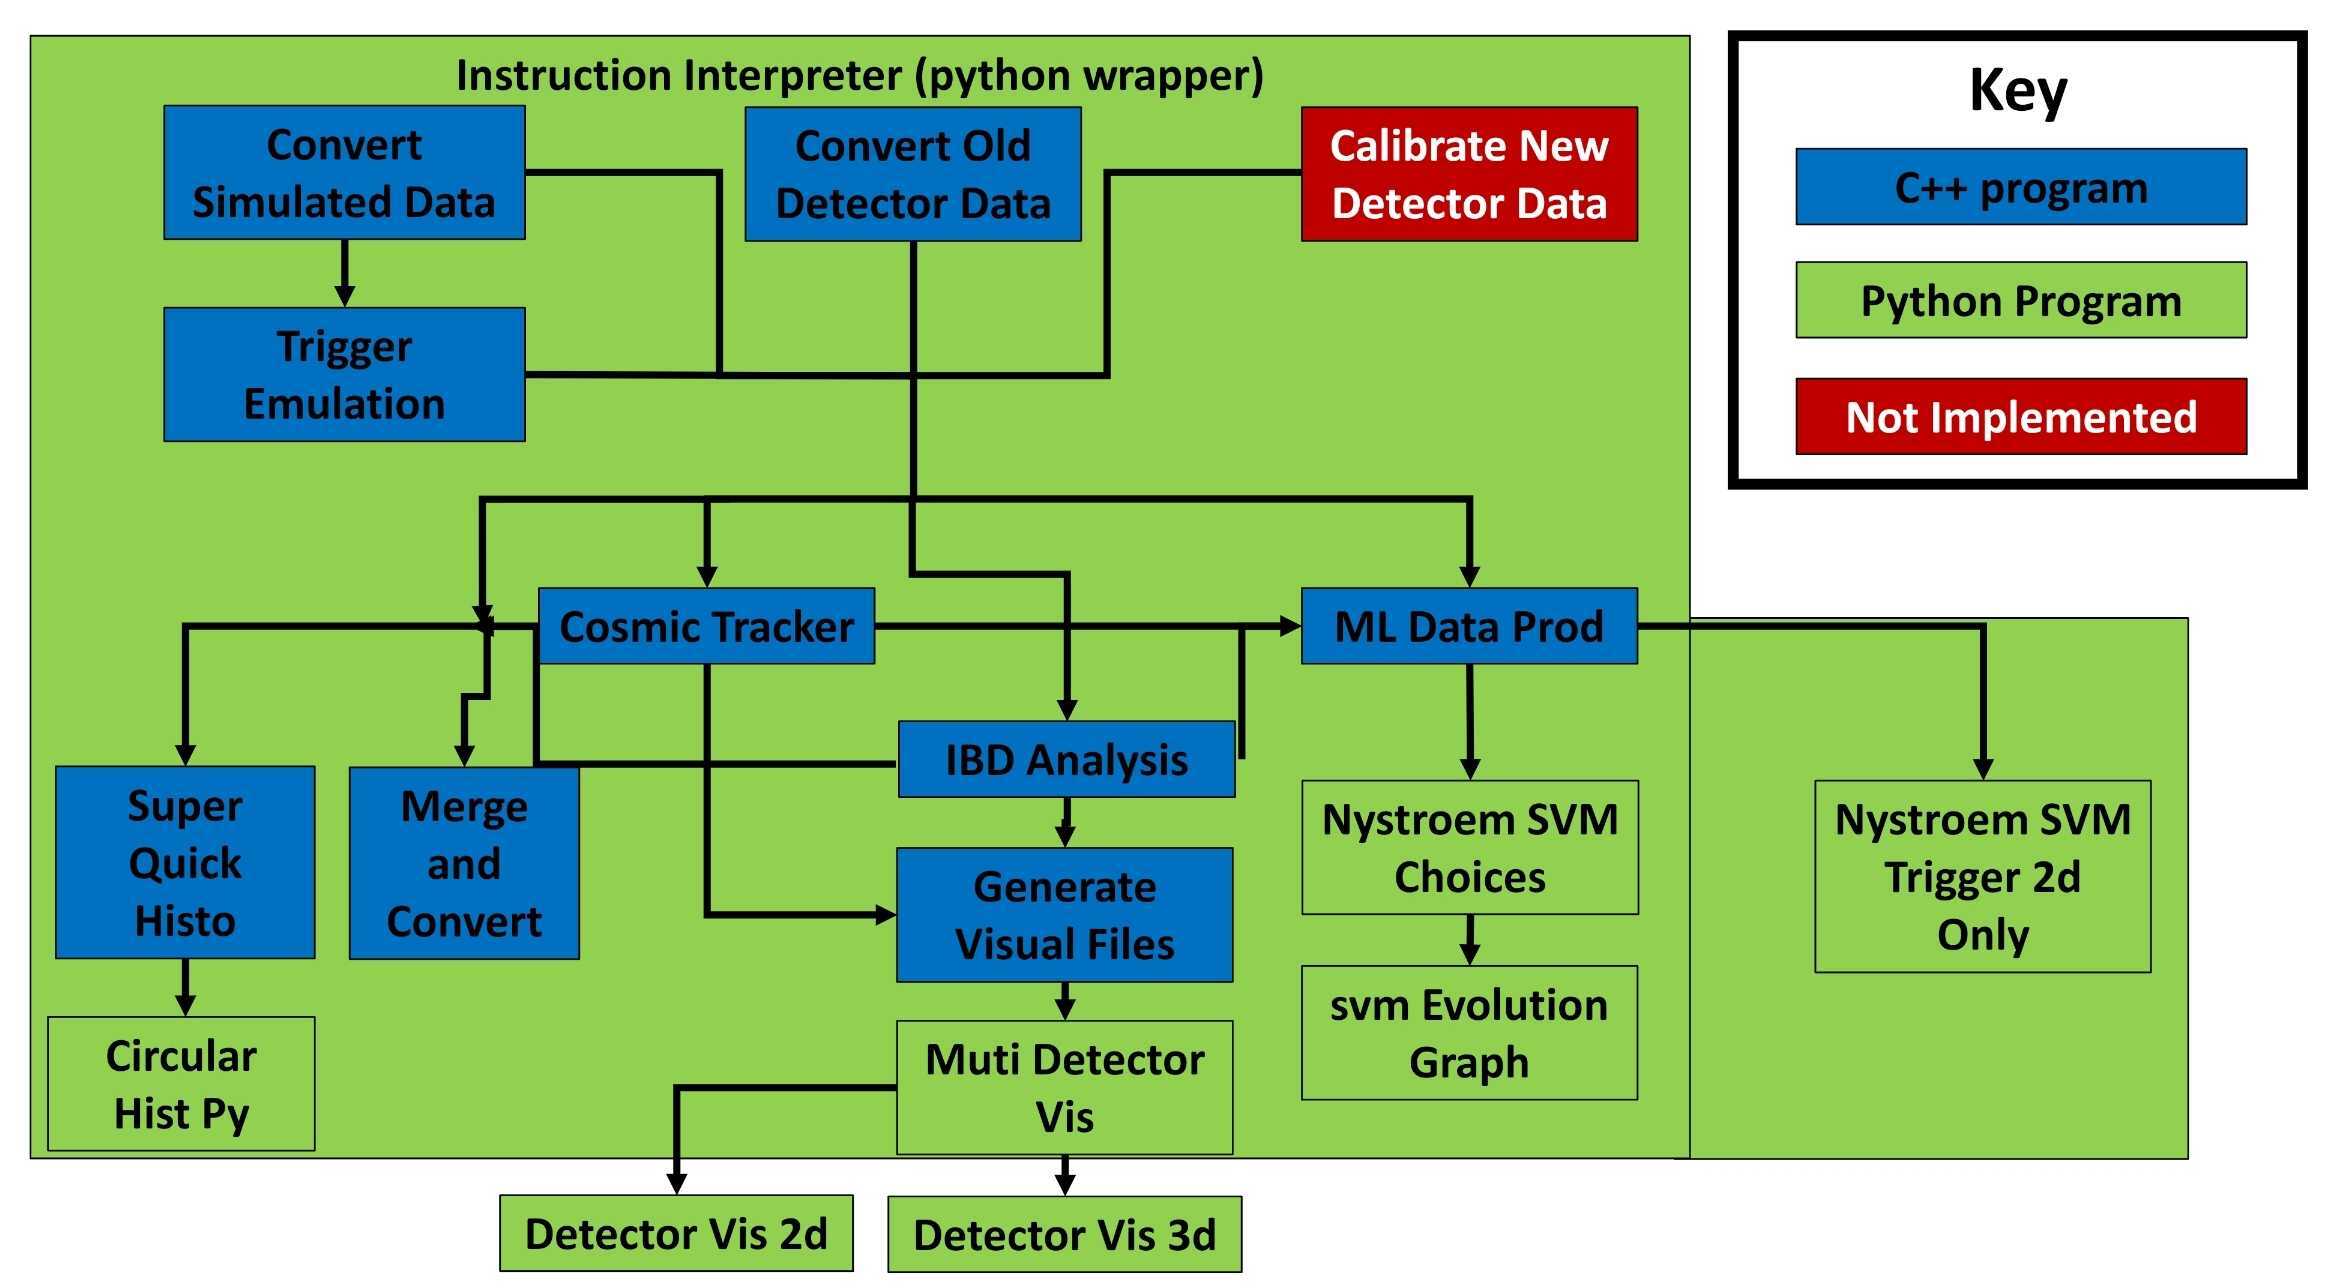 Instruction Interpreter (python wrapper)
Convert
Simulated Data
Convert Old
Detector Data
Calibrate New
Detector Data
Key
C++ program
Python Program
Not Implemented
Trigger
Emulation
Cosmic Tracker
ML Data Prod
IBD Analysis
Super
Quick
Histo
Merge
and
Convert
Generate
Visual Files
Nystroem SVM
Choices
Nystroem SVM
Trigger 2d
Only
Circular
Hist Py
Muti Detector
Vis
svm Evolution
Graph
Detector Vis 2d
Detector Vis 3d